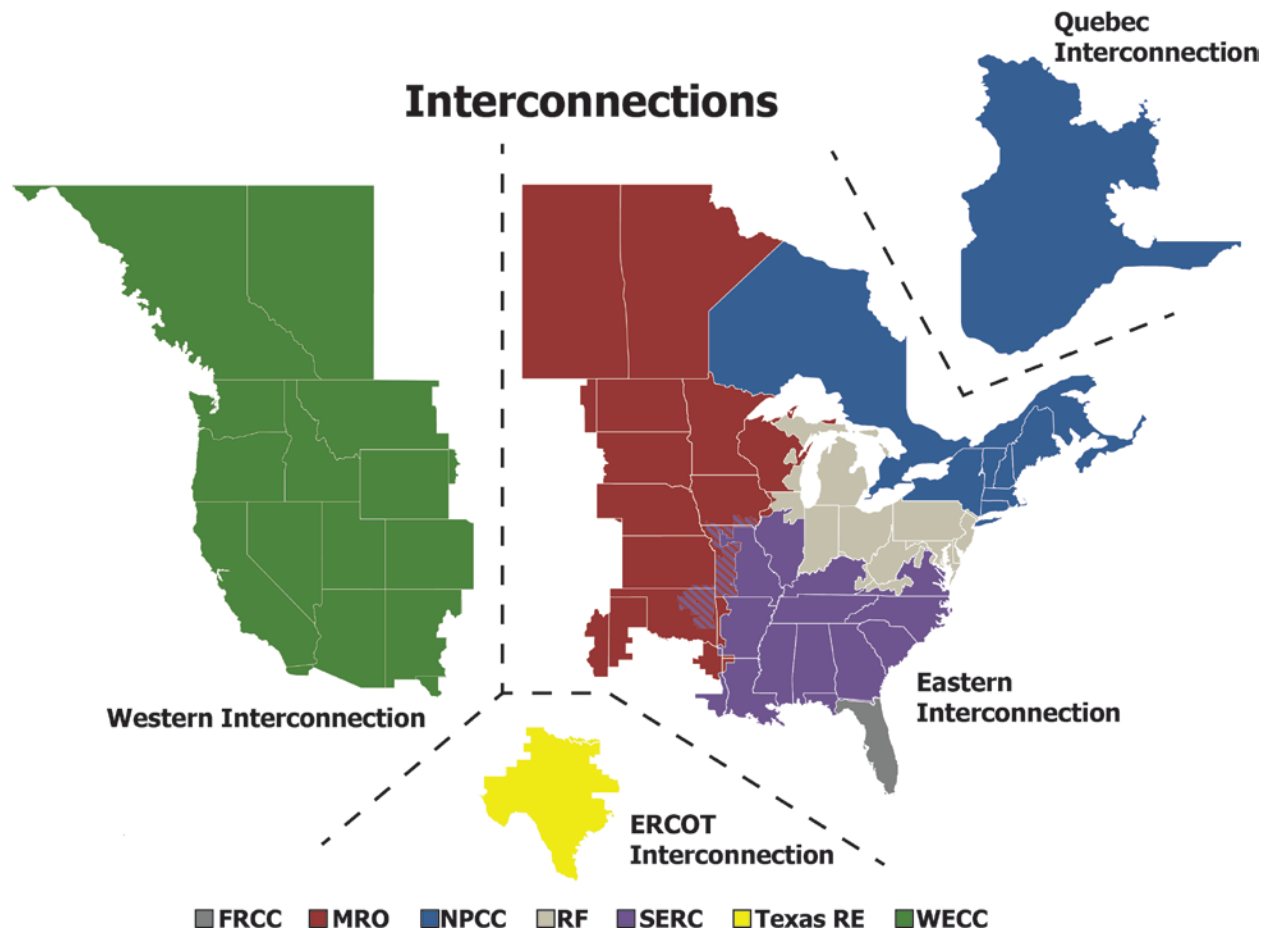 Quebec
Interconnection
Interconnections
Western Interconnection
Eastern
Interconnection
ERCOT
Interconnection
FRCC MRO NPCC RF SERC Texas RE WECC